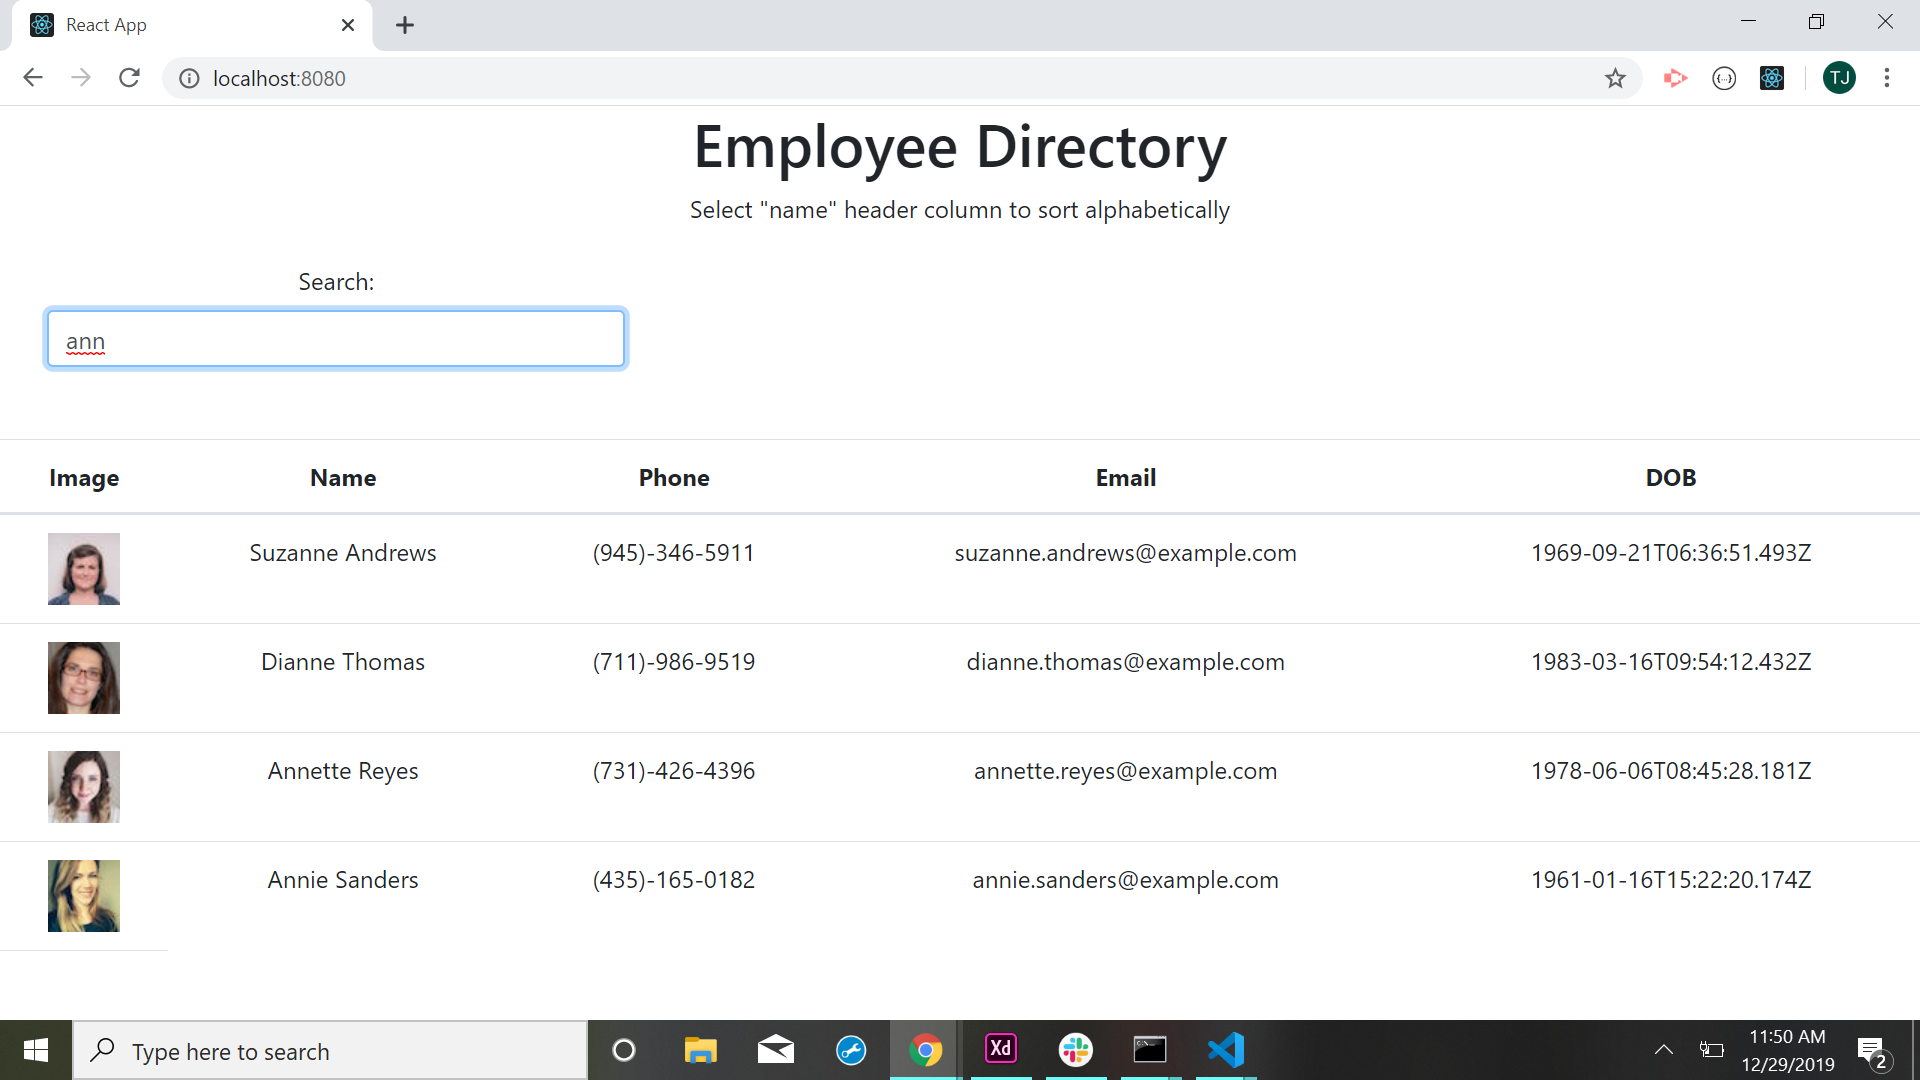 React App
localhost:8080
TJ
Employee Directory
Select "name" header column to sort alphabetically
Search:
ann
Image Name Phone Email DOB
Suzanne Andrews (945)-346-5911 suzanne.andrews@example.com 1969-09-21T06:36:51.493Z
Dianne Thomas (711)-986-9519 dianne.thomas@example.com 1983-03-16T09:54:12.432Z
Annette Reyes (731)-426-4396 annette.reyes@example.com 1978-06-06T08:45:28.181Z
Annie Sanders (435)-165-0182 annie.sanders@example.com 1961-01-16T15:22:20.174Z
Type here to search
Xd
C:\_
11:50 AM
12/29/2019
2